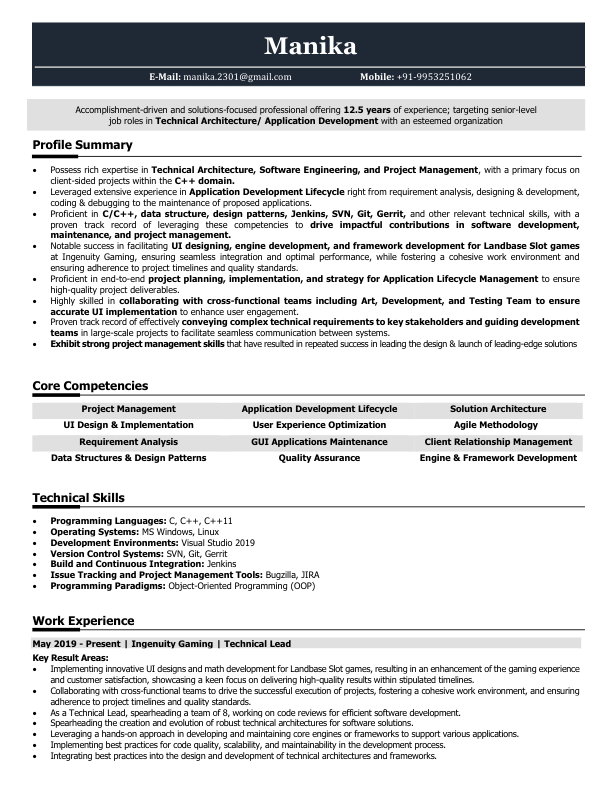 Manika
E-Mail: manika.2301@gmail.com Mobile: +91-9953251062
Accomplishment-driven and solutions-focused professional offering 12.5 years of experience; targeting senior-level
job roles in Technical Architecture/ Application Development with an esteemed organization
Profile Summary
• Possess rich expertise in Technical Architecture, Software Engineering, and Project Management, with a primary focus on
client-sided projects within the C++ domain.
• Leveraged extensive experience in Application Development Lifecycle right from requirement analysis, designing & development,
coding & debugging to the maintenance of proposed applications.
• Proficient in C/C++, data structure, design patterns, Jenkins, SVN, Git, Gerrit, and other relevant technical skills, with a
proven track record of leveraging these competencies to drive impactful contributions in software development,
maintenance, and project management.
• Notable success in facilitating UI designing, engine development, and framework development for Landbase Slot games
at Ingenuity Gaming, ensuring seamless integration and optimal performance, while fostering a cohesive work environment and
ensuring adherence to project timelines and quality standards.
• Proficient in end-to-end project planning, implementation, and strategy for Application Lifecycle Management to ensure
high-quality project deliverables.
• Highly skilled in collaborating with cross-functional teams including Art, Development, and Testing Team to ensure
accurate UI implementation to enhance user engagement.
• Proven track record of effectively conveying complex technical requirements to key stakeholders and guiding development
teams in large-scale projects to facilitate seamless communication between systems.
• Exhibit strong project management skills that have resulted in repeated success in leading the design & launch of leading-edge solutions
Core Competencies
Project Management Application Development Lifecycle Solution Architecture
UI Design & Implementation User Experience Optimization Agile Methodology
Requirement Analysis GUI Applications Maintenance Client Relationship Management
Data Structures & Design Patterns Quality Assurance Engine & Framework Development
Technical Skills
• Programming Languages: C, C++, C++11
• Operating Systems: MS Windows, Linux
• Development Environments: Visual Studio 2019
• Version Control Systems: SVN, Git, Gerrit
• Build and Continuous Integration: Jenkins
• Issue Tracking and Project Management Tools: Bugzilla, JIRA
• Programming Paradigms: Object-Oriented Programming (OOP)
Work Experience
May 2019 - Present | Ingenuity Gaming | Technical Lead
Key Result Areas:
• Implementing innovative UI designs and math development for Landbase Slot games, resulting in an enhancement of the gaming experience
and customer satisfaction, showcasing a keen focus on delivering high-quality results within stipulated timelines.
• Collaborating with cross-functional teams to drive the successful execution of projects, fostering a cohesive work environment, and ensuring
adherence to project timelines and quality standards.
• As a Technical Lead, spearheading a team of 8, working on code reviews for efficient software development.
• Spearheading the creation and evolution of robust technical architectures for software solutions.
• Leveraging a hands-on approach in developing and maintaining core engines or frameworks to support various applications.
• Implementing best practices for code quality, scalability, and maintainability in the development process.
• Integrating best practices into the design and development of technical architectures and frameworks.